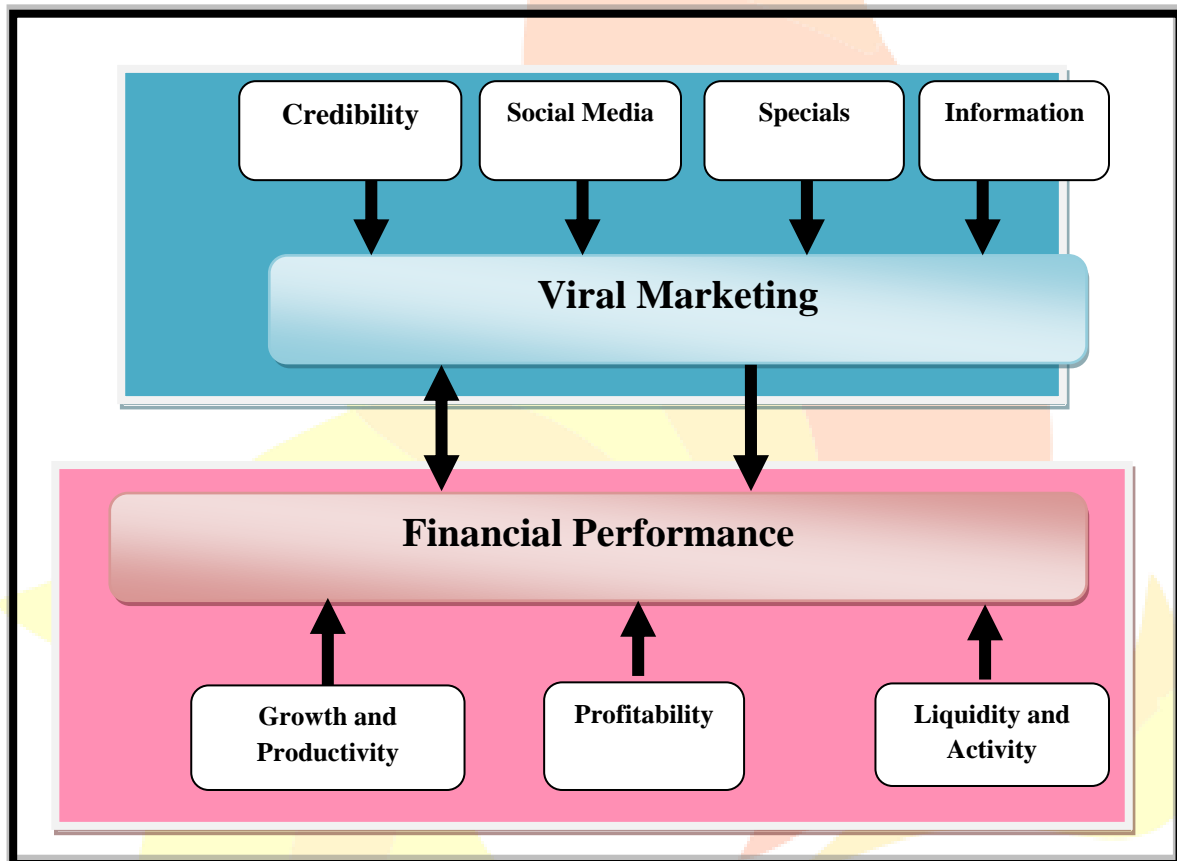 Credibility
Social Media
Specials
Information
Viral Marketing
Financial Performance
Growth and
Productivity
Profitability
Liquidity and
Activity